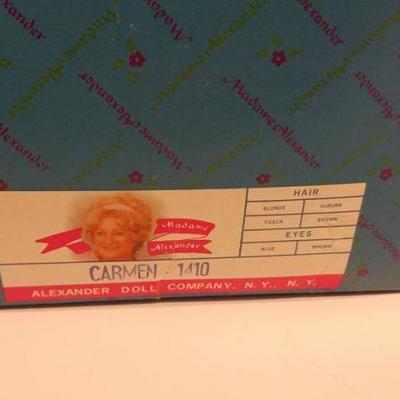 Madame Alexander
Madame Alexander
Madame Alexander
Madame Alexander
HAIR
BLONDE AUBURN
TOSCA BROWN
EYES
BLUE BROWN
Madame
Alexander
CARMEN - 1410
ALEXANDER DOLL COMPANY, N. Y., N. Y.